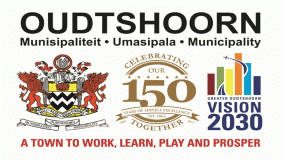 OUDTSHOORN
Munisipaliteit • Umasipala • Municipality
CELEBRATING
OUR
150
YEARS OF SERVICE EXCELLENCE
TOGETHER
GREATER OUDTSHOORN
VISION
2030
A TOWN TO WORK, LEARN, PLAY AND PROSPER